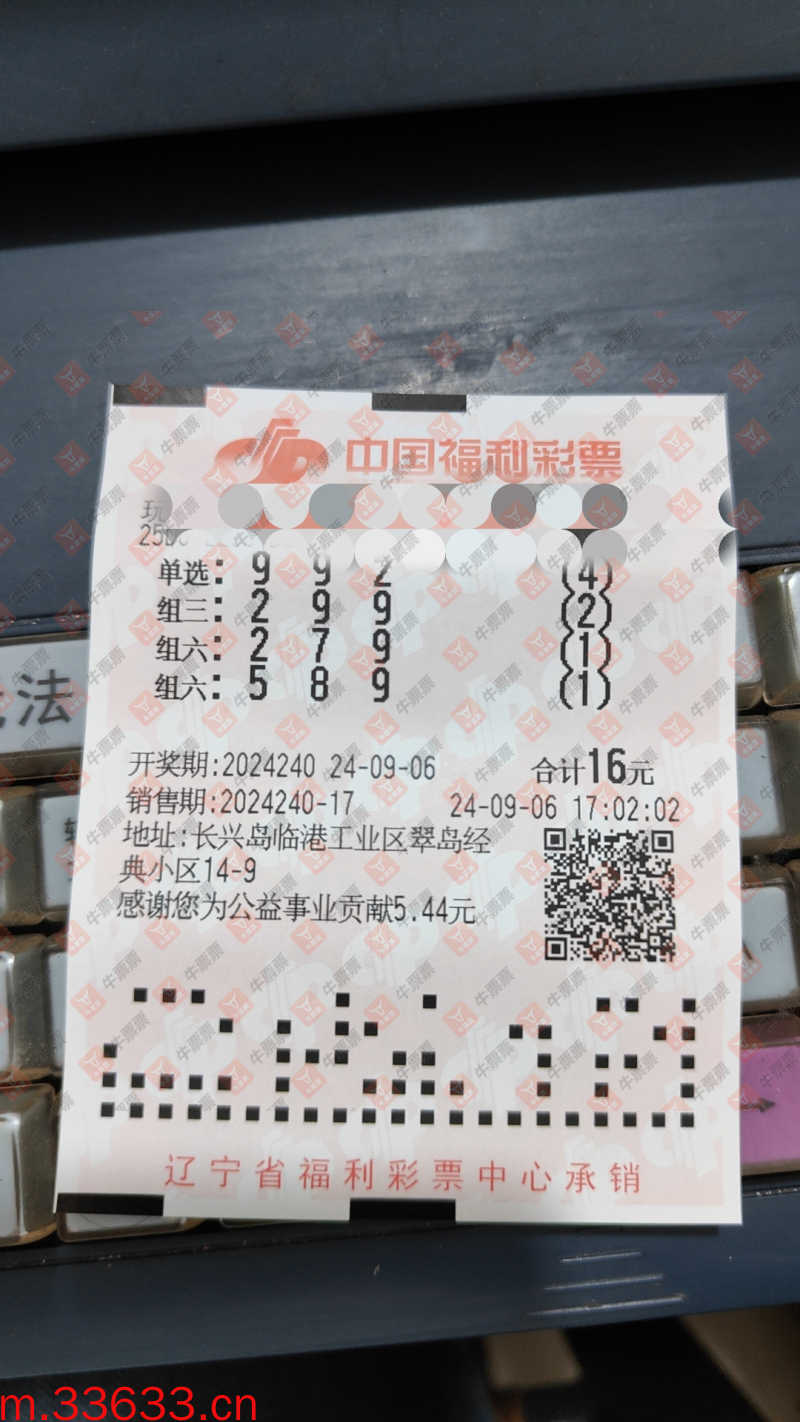 中国福利彩票
玩
单选: 9 9 2 (4)
组三: 2 9 9 (2)
组六: 2 7 9 (1)
组六: 5 8 9 (1)
开奖期:2024240 24-09-06 合计16元
销售期:2024240-17 24-09-06 17:02:02
地址:长兴岛临港工业区翠岛经
典小区14-9
感谢您为公益事业贡献5.44元
辽宁省福利彩票中心承销
法
牛票票
m.33633.cn